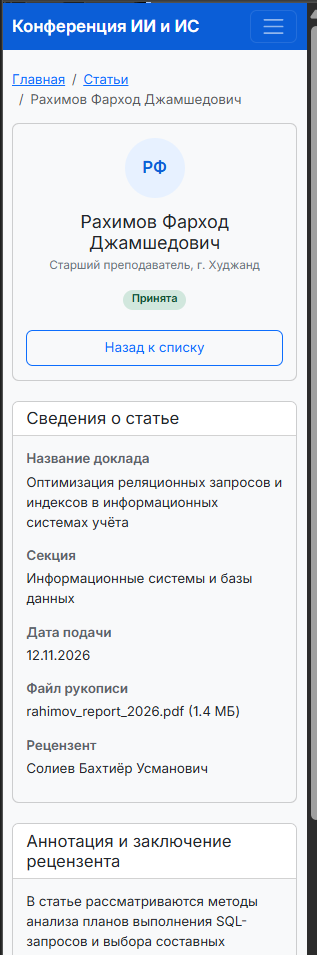 Конференция ИИ и ИС
Главная / Статьи
/ Рахимов Фарход Джамшедович
РФ
Рахимов Фарход
Джамшедович
Старший преподаватель, г. Худжанд
Принята
Назад к списку
Сведения о статье
Название доклада
Оптимизация реляционных запросов и
индексов в информационных
системах учёта
Секция
Информационные системы и базы
данных
Дата подачи
12.11.2026
Файл рукописи
rahimov_report_2026.pdf (1.4 МБ)
Рецензент
Солиев Бахтиёр Усманович
Аннотация и заключение
рецензента
В статье рассматриваются методы
анализа планов выполнения SQL-
запросов и выбора составных